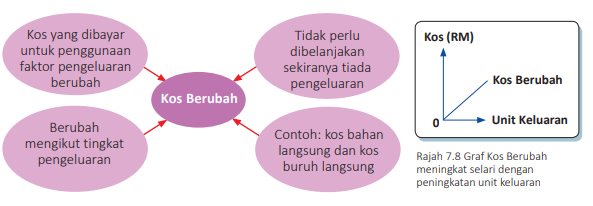 Kos yang dibayar
untuk penggunaan
faktor pengeluaran
berubah
Tidak perlu
dibelanjakan
sekiranya tiada
pengeluaran
Kos Berubah
Berubah
mengikut tingkat
pengeluaran
Contoh: kos bahan
langsung dan kos
buruh langsung
Kos (RM)
Kos Berubah
0
Unit Keluaran
Rajah 7.8 Graf Kos Berubah
meningkat selari dengan
peningkatan unit keluaran